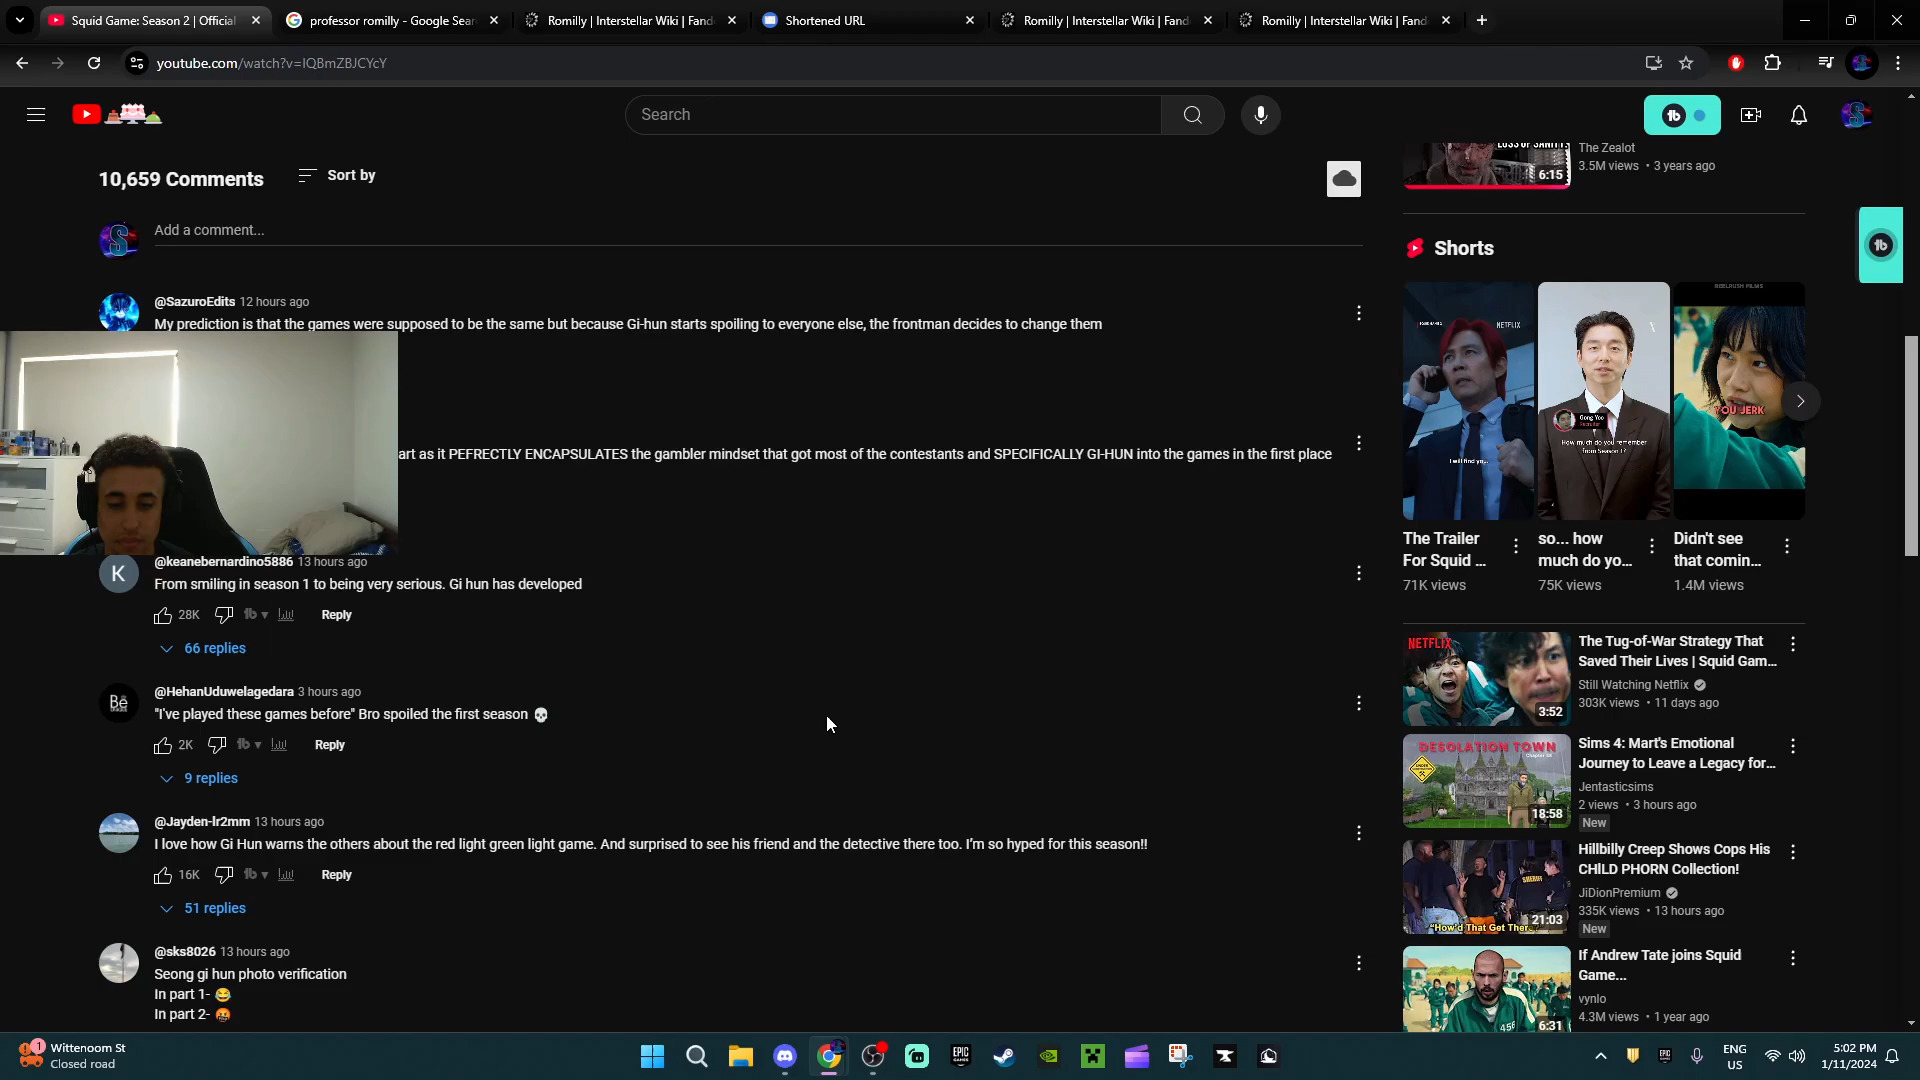 Squid Game: Season 2 | Official
professor romilly - Google Sear
Romilly | Interstellar Wiki | Fand
Shortened URL
Romilly | Interstellar Wiki | Fand
Romilly | Interstellar Wiki | Fand
youtube.com/watch?v=IQBmZBJCYcY
Search
10,659 Comments
Sort by
Add a comment...
@SazuroEdits 12 hours ago
My prediction is that the games were supposed to be the same but because Gi-hun starts spoiling to everyone else, the frontman decides to change them
art as it PEFRECTLY ENCAPSULATES the gambler mindset that got most of the contestants and SPECIFICALLY GI-HUN into the games in the first place
@keanebernardino5886 13 hours ago
From smiling in season 1 to being very serious. Gi hun has developed
28K
Reply
66 replies
@HehanUduwelagedara 3 hours ago
"I've played these games before" Bro spoiled the first season 💀
2K
Reply
9 replies
@Jayden-lr2mm 13 hours ago
I love how Gi Hun warns the others about the red light green light game. And surprised to see his friend and the detective there too. I'm so hyped for this season!!
16K
Reply
51 replies
@sks8026 13 hours ago
Seong gi hun photo verification
In part 1- 😂
In part 2- 🤬
6:15
The Zealot
3.5M views • 3 years ago
Shorts
NETFLIX
I will find yo...
Gong Yoo
Recruiter
How much do you remember
from Season 1?
REELRUSH FILMS
YOU JERK
The Trailer
For Squid ...
71K views
so... how
much do yo...
75K views
Didn't see
that comin...
1.4M views
NETFLIX
3:52
The Tug-of-War Strategy That
Saved Their Lives | Squid Gam...
Still Watching Netflix
303K views • 11 days ago
DESOLATION TOWN
18:58
Sims 4: Mart's Emotional
Journey to Leave a Legacy for...
Jentasticsims
2 views • 3 hours ago
New
SHERIFF
"How'd That Get Ther
21:03
Hillbilly Creep Shows Cops His
CHILD PHORN Collection!
JiDionPremium
335K views • 13 hours ago
New
456
6:31
If Andrew Tate joins Squid
Game...
vynlo
4.3M views • 1 year ago
1
Wittenoom St
Closed road
EPIC
GAMES
ENG
US
5:02 PM
1/11/2024